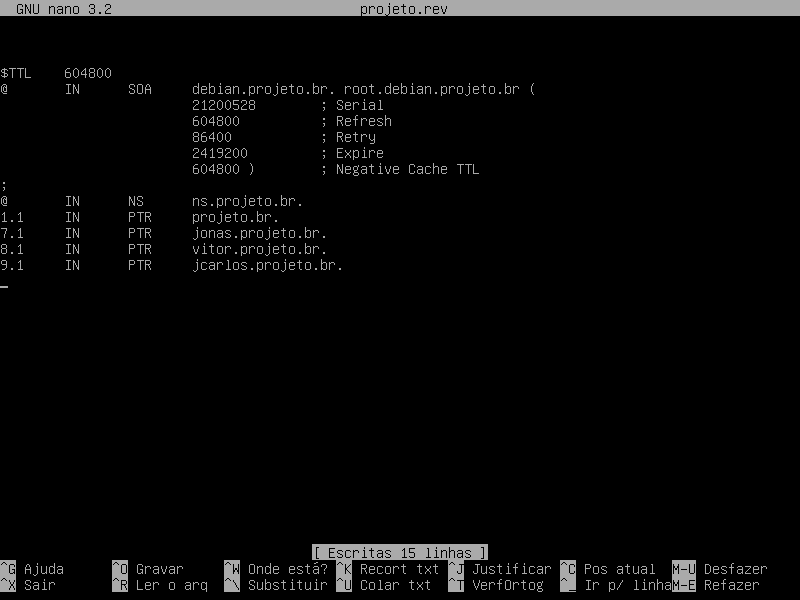 GNU nano 3.2 projeto.rev
$TTL 604800
@ IN SOA debian.projeto.br. root.debian.projeto.br (
21200528 ; Serial
604800 ; Refresh
86400 ; Retry
2419200 ; Expire
604800 ) ; Negative Cache TTL
;
@ IN NS ns.projeto.br.
1.1 IN PTR projeto.br.
7.1 IN PTR jonas.projeto.br.
8.1 IN PTR vitor.projeto.br.
9.1 IN PTR jcarlos.projeto.br.
[ Escritas 15 linhas ]
^G Ajuda ^O Gravar ^W Onde está? ^K Recort txt ^J Justificar ^C Pos atual M-U Desfazer
^X Sair ^R Ler o arq ^\ Substituir ^U Colar txt ^T VerfOrtog ^_ Ir p/ linha M-E Refazer